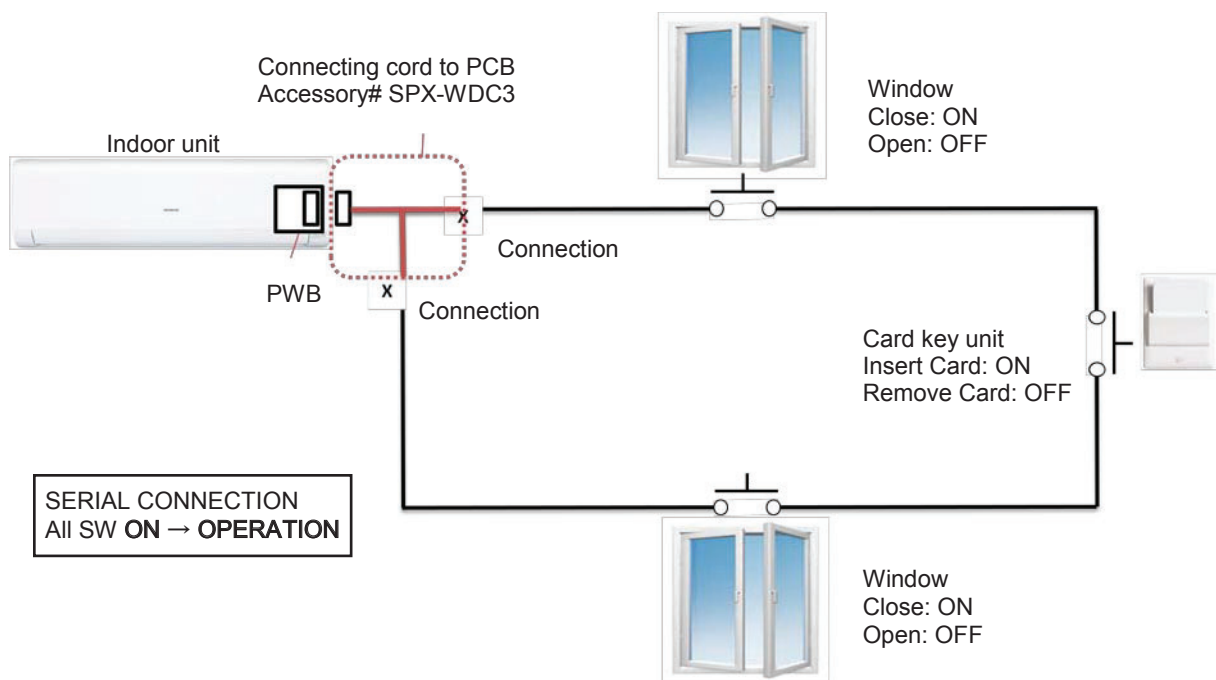 Connecting cord to PCB
Accessory# SPX-WDC3
Indoor unit
Window
Close: ON
Open: OFF
X
Connection
PWB
X
Connection
Card key unit
Insert Card: ON
Remove Card: OFF
SERIAL CONNECTION
All SW ON → OPERATION
Window
Close: ON
Open: OFF